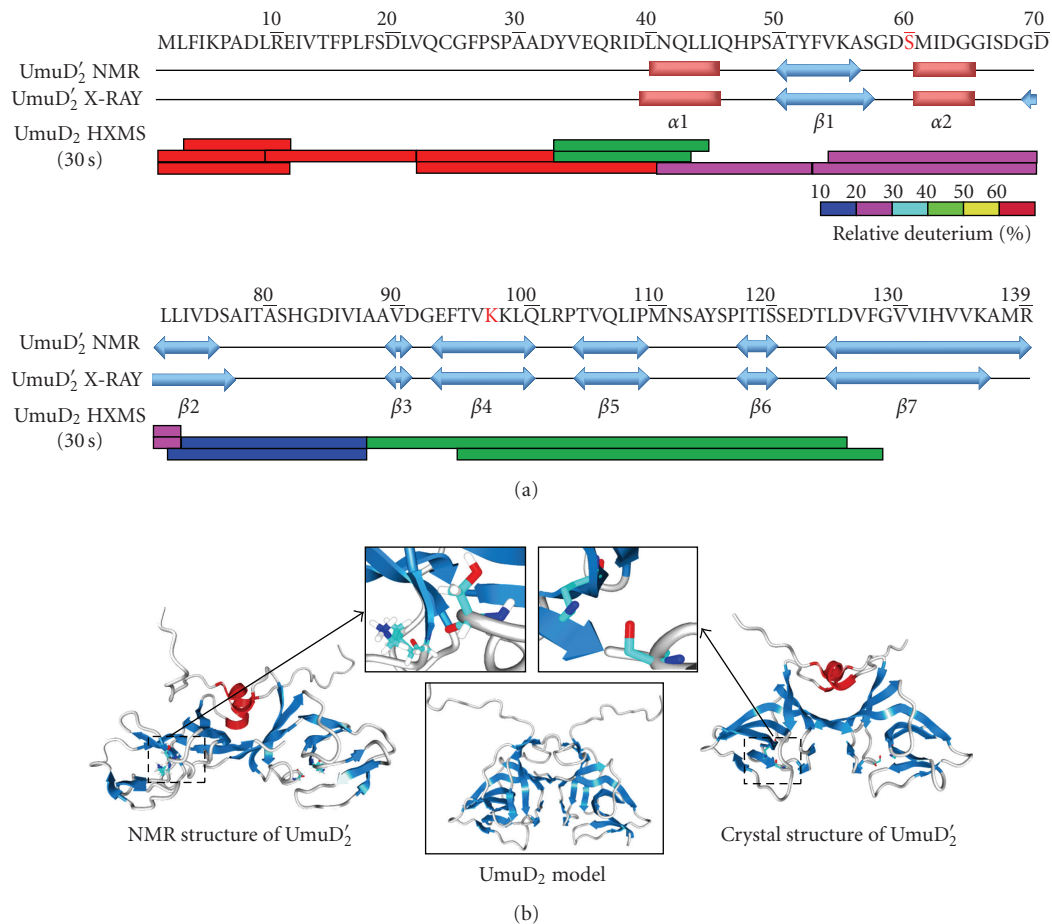 10 20 30 40 50 60 70
MLFIKPADLREIVTFPLFSDLVQCGFPSPAADYVEQRIDLNQLLIQHPSATYFVKASGDSMIDGGISDGD
UmuD′₂ NMR
UmuD′₂ X-RAY
α1 β1 α2
UmuD₂ HXMS
(30 s)
10 20 30 40 50 60
Relative deuterium (%)
80 90 100 110 120 130 139
LLIVDSAITASHGDIVIAAVDGEFTVKKLQLRPTVQLIPMNSAYSPITISSEDTLDVFGVVIHVVKAMR
UmuD′₂ NMR
UmuD′₂ X-RAY
β2 β3 β4 β5 β6 β7
UmuD₂ HXMS
(30 s)
(a)
NMR structure of UmuD′₂
UmuD₂ model
Crystal structure of UmuD′₂
(b)